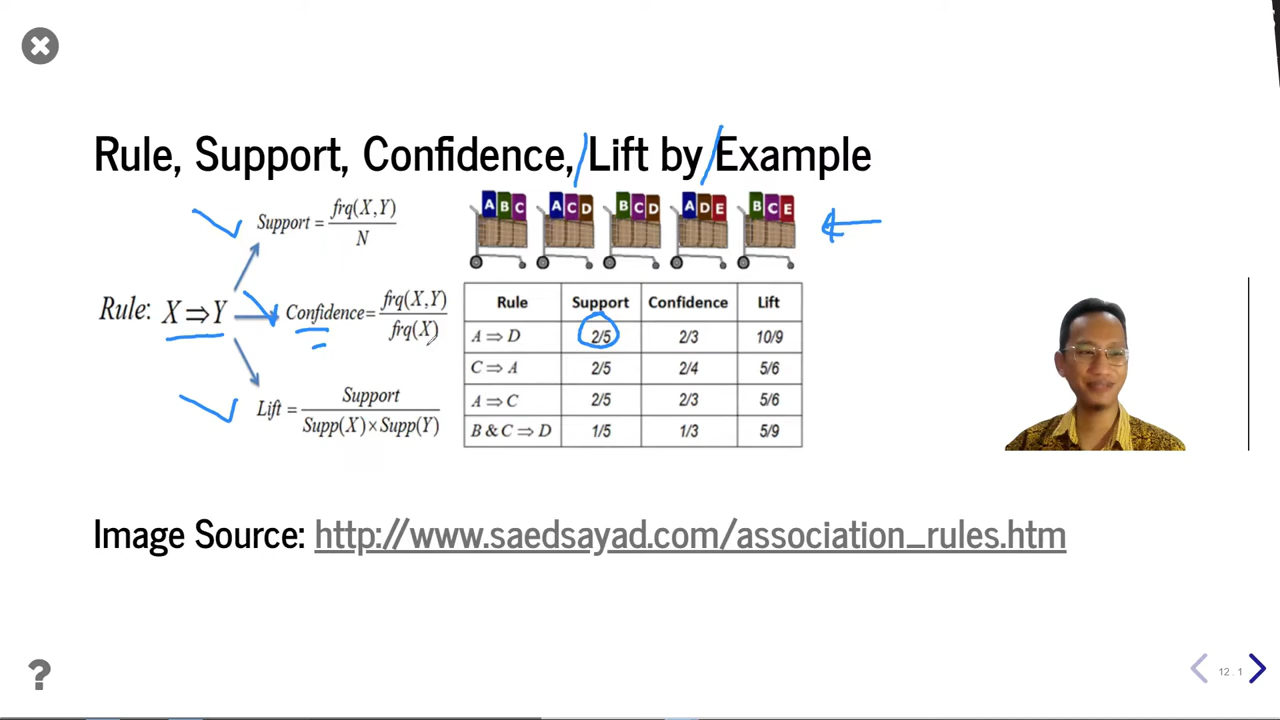 Rule, Support, Confidence, Lift by Example
Support = frq(X,Y) / N
Rule: X ⇒ Y
Confidence = frq(X,Y) / frq(X)
Lift = Support / Supp(X) × Supp(Y)
A B C
A C D
B C D
A D E
B C E
Rule Support Confidence Lift
A ⇒ D 2/5 2/3 10/9
C ⇒ A 2/5 2/4 5/6
A ⇒ C 2/5 2/3 5/6
B & C ⇒ D 1/5 1/3 5/9
Image Source: http://www.saedsayad.com/association_rules.htm
?
12.1